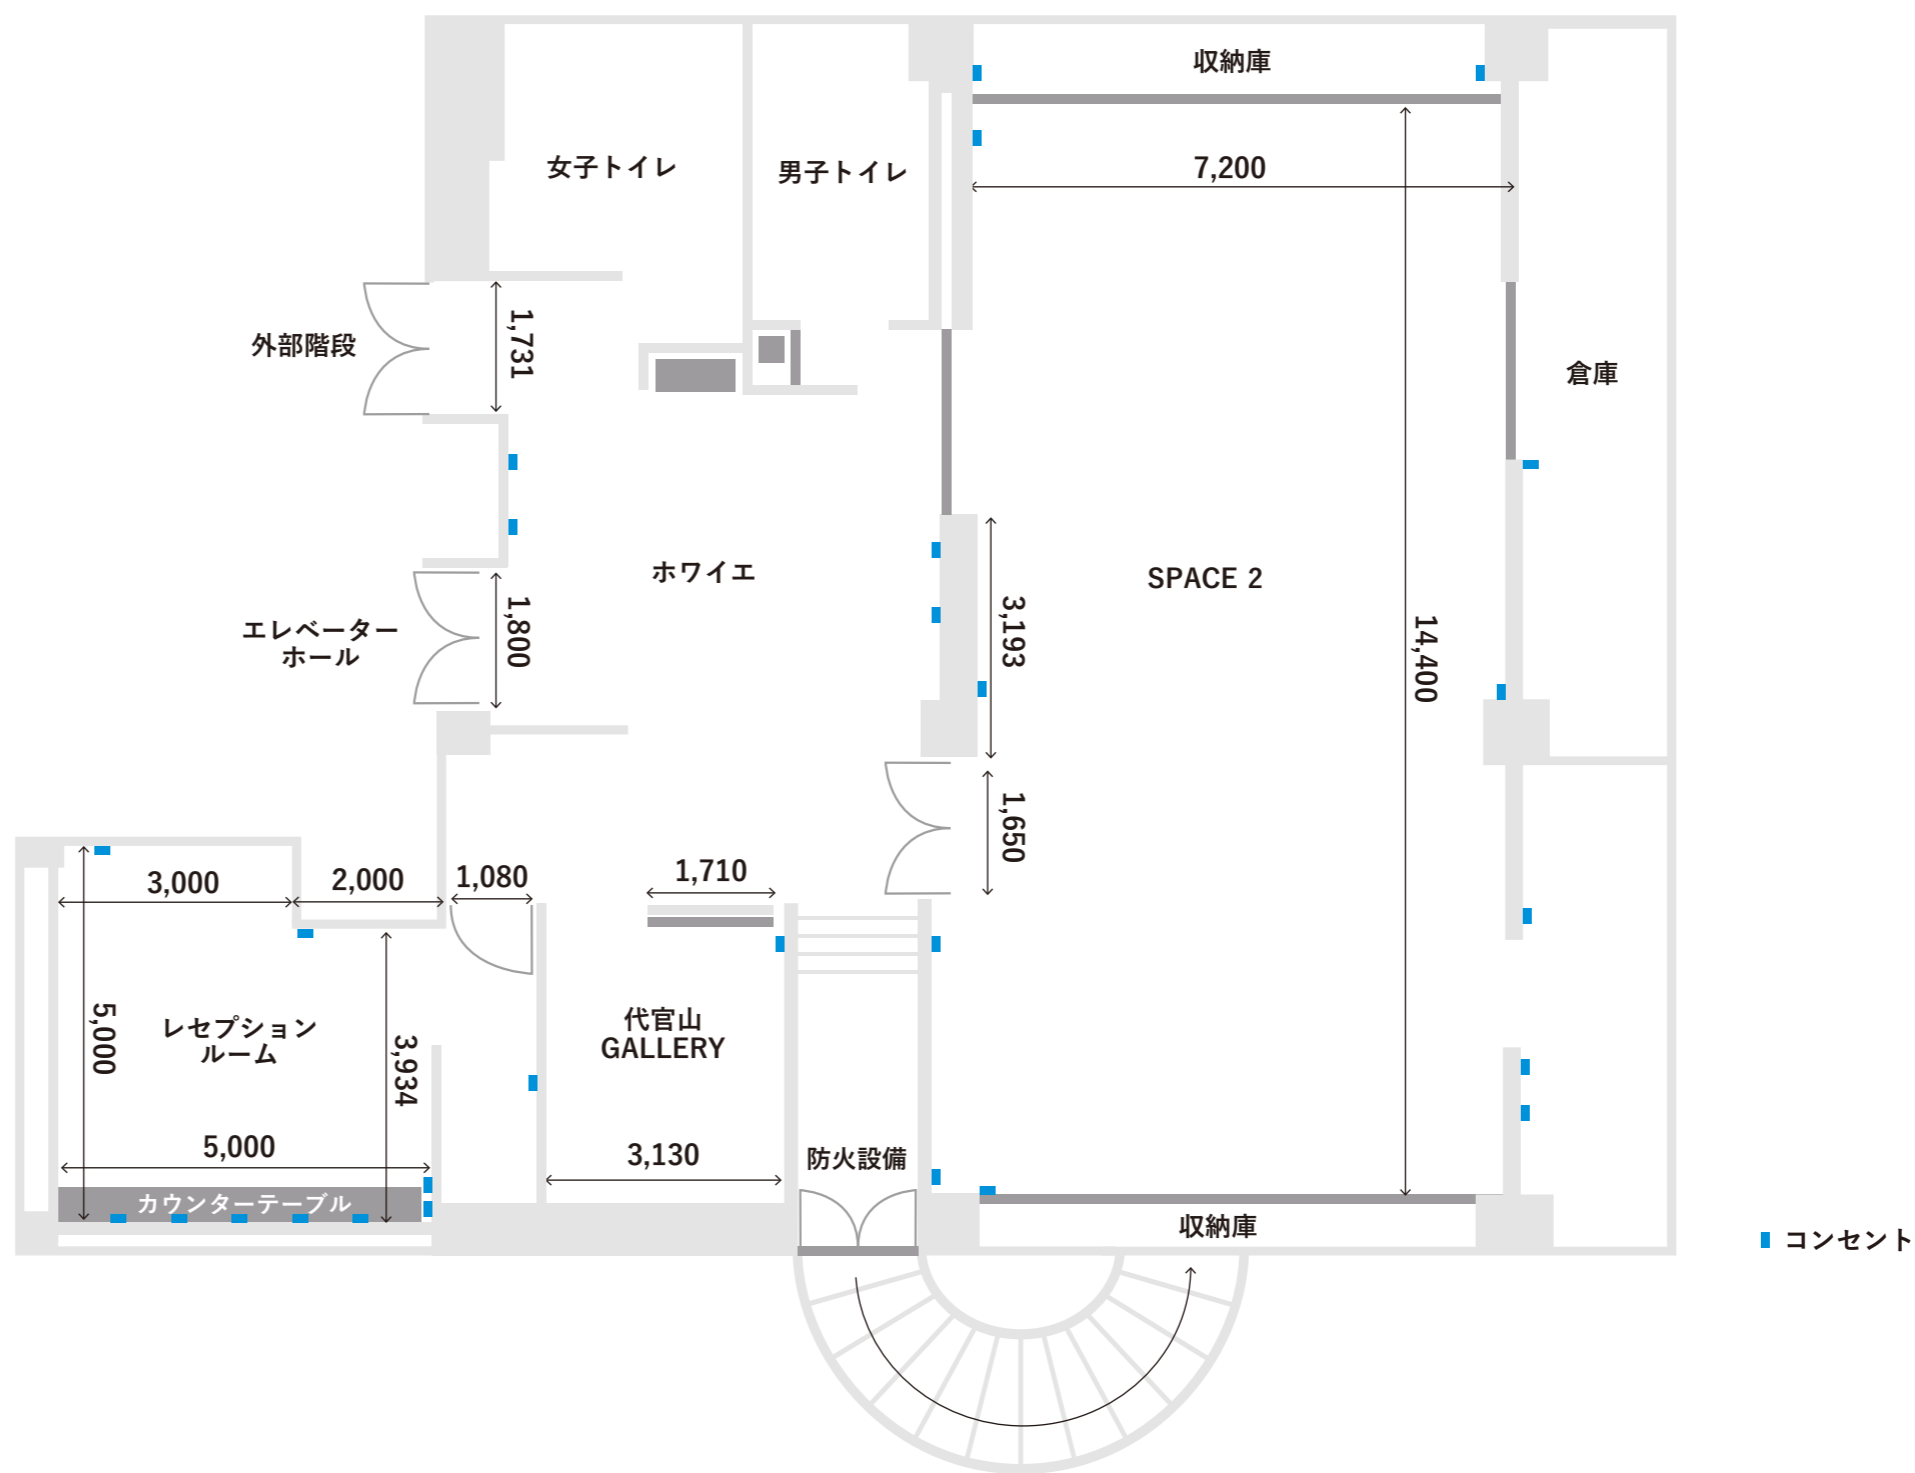 収納庫
女子トイレ
男子トイレ
7,200
外部階段
1,731
倉庫
ホワイエ
SPACE 2
エレベーター
ホール
1,800
3,193
14,400
1,650
3,000
2,000
1,080
1,710
5,000
レセプション
ルーム
3,934
代官山
GALLERY
5,000
3,130
防火設備
カウンターテーブル
収納庫
コンセント